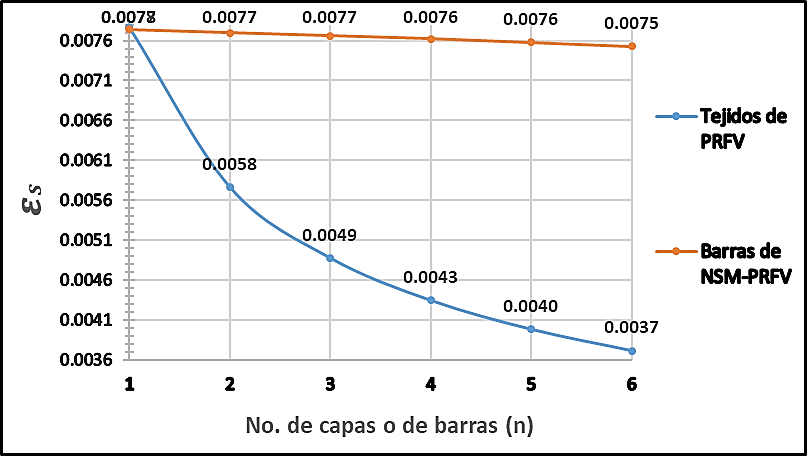 0.0078 0.0077 0.0077 0.0076 0.0076 0.0075
0.0076
0.0071
0.0066
0.0061
0.0056
0.0051
0.0046
0.0041
0.0036
0.0058
0.0049
0.0043
0.0040
0.0037
εs
1 2 3 4 5 6
No. de capas o de barras (n)
Tejidos de
PRFV
Barras de
NSM-PRFV